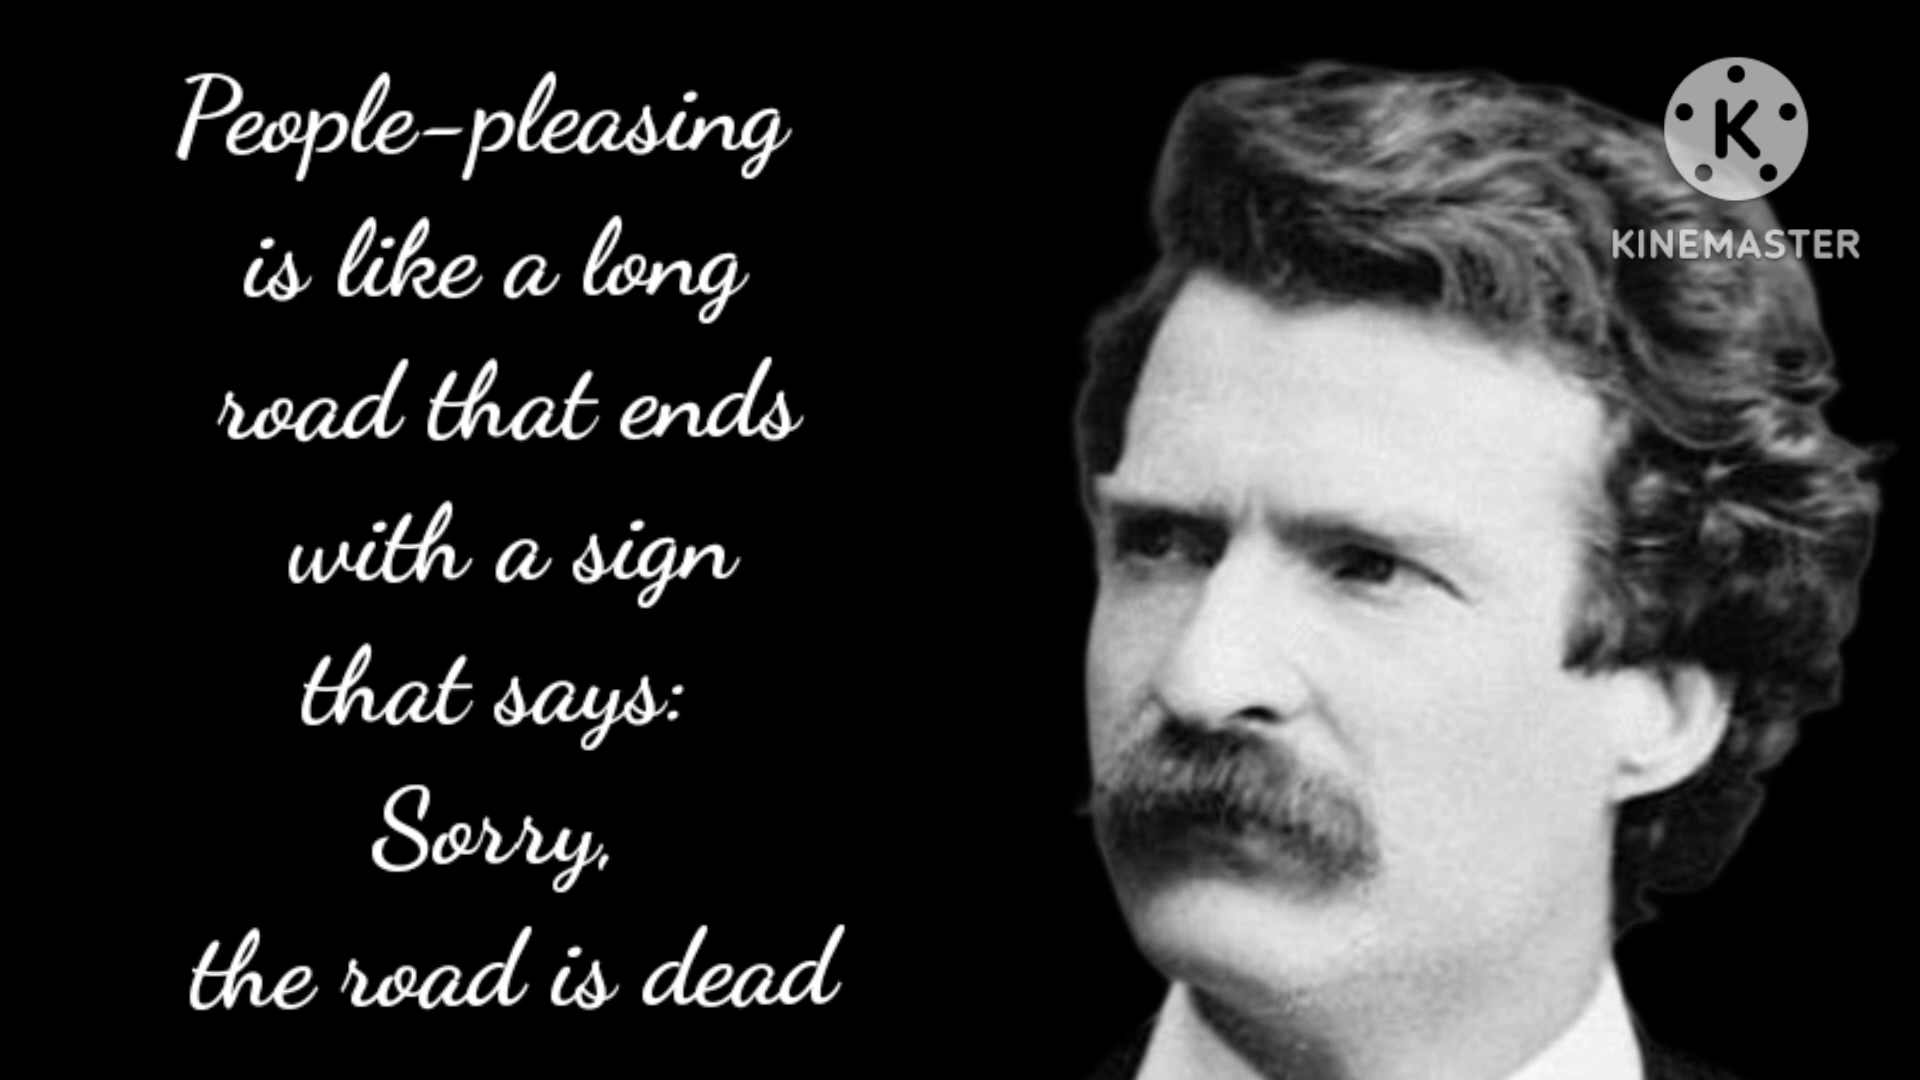 People-pleasing
is like a long
road that ends
with a sign
that says:
Sorry,
the road is dead
K
KINEMASTER